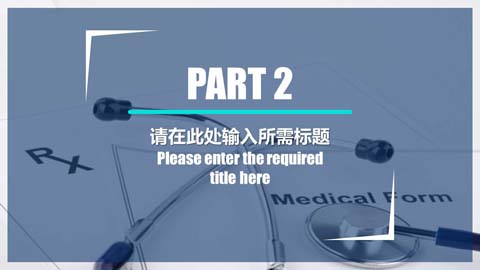 PART 2
请在此处输入所需标题
Please enter the required
title here
Rx
Medical Form